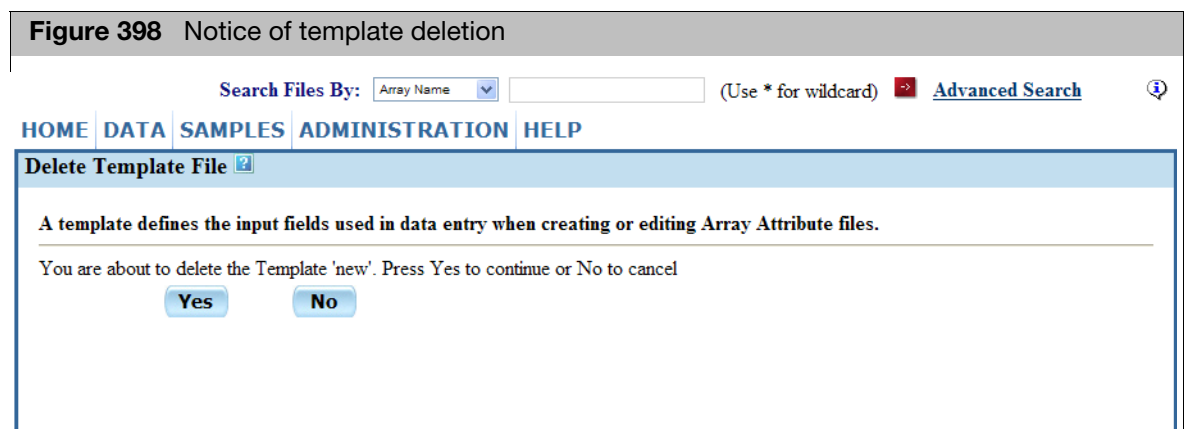 Figure 398 Notice of template deletion
Search Files By: Array Name (Use * for wildcard) Advanced Search
HOME DATA SAMPLES ADMINISTRATION HELP
Delete Template File ?
A template defines the input fields used in data entry when creating or editing Array Attribute files.
You are about to delete the Template 'new'. Press Yes to continue or No to cancel
Yes No